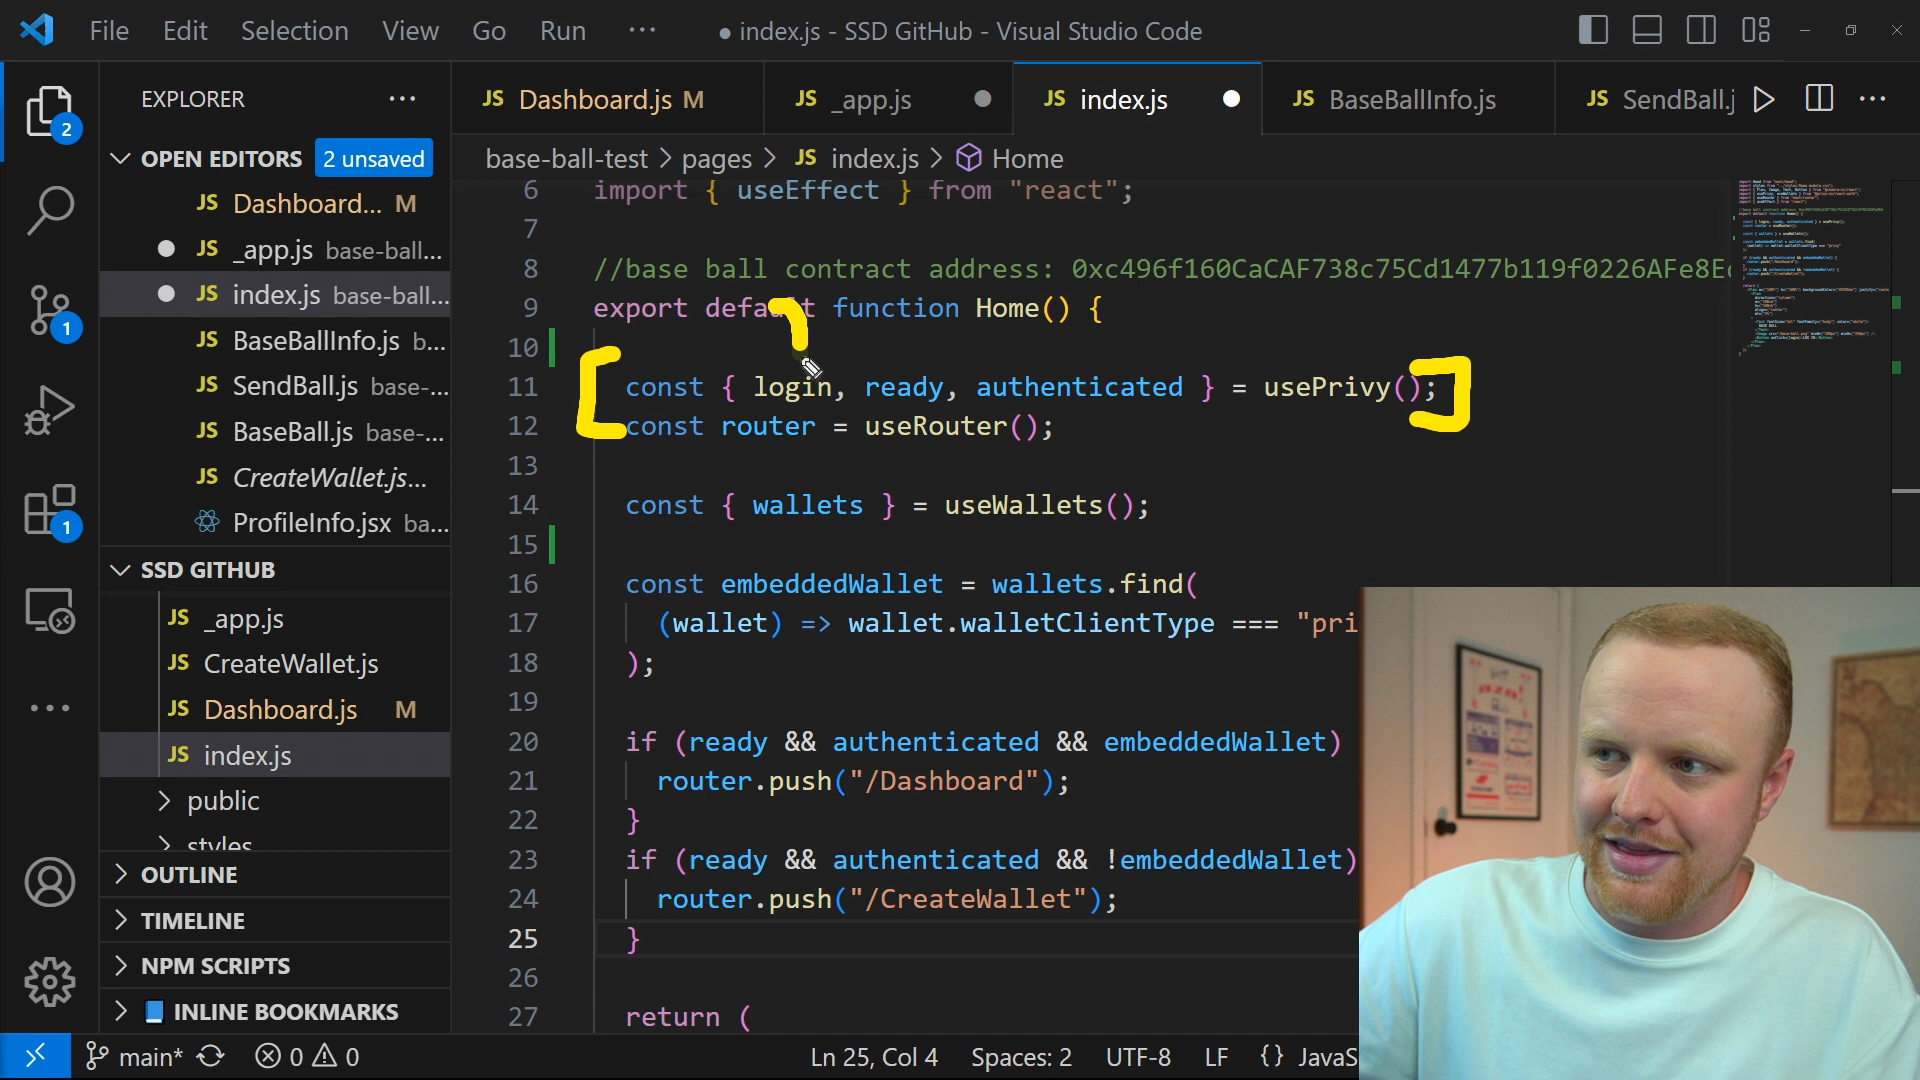 File Edit Selection View Go Run ··· ● index.js - SSD GitHub - Visual Studio Code
EXPLORER ···
JS Dashboard.js M JS _app.js JS index.js JS BaseBallInfo.js JS SendBall.j ···
OPEN EDITORS 2 unsaved
base-ball-test > pages > JS index.js > Home
JS Dashboard... M
JS _app.js base-ball...
JS index.js base-ball...
JS BaseBallInfo.js b...
JS SendBall.js base-...
JS BaseBall.js base-...
JS CreateWallet.js...
ProfileInfo.jsx ba...
SSD GITHUB
JS _app.js
JS CreateWallet.js
JS Dashboard.js M
JS index.js
> public
> styles
> OUTLINE
> TIMELINE
> NPM SCRIPTS
> INLINE BOOKMARKS
2
1
1
6 import { useEffect } from "react";
7
8 //base ball contract address: 0xc496f160CaCAF738c75Cd1477b119f0226AFe8E
9 export default function Home() {
10
11 const { login, ready, authenticated } = usePrivy();
12 const router = useRouter();
13
14 const { wallets } = useWallets();
15
16 const embeddedWallet = wallets.find(
17 (wallet) => wallet.walletClientType === "pri
18 );
19
20 if (ready && authenticated && embeddedWallet)
21 router.push("/Dashboard");
22 }
23 if (ready && authenticated && !embeddedWallet)
24 router.push("/CreateWallet");
25 }
26
27 return (
main* 0 0 Ln 25, Col 4 Spaces: 2 UTF-8 LF {} JavaS